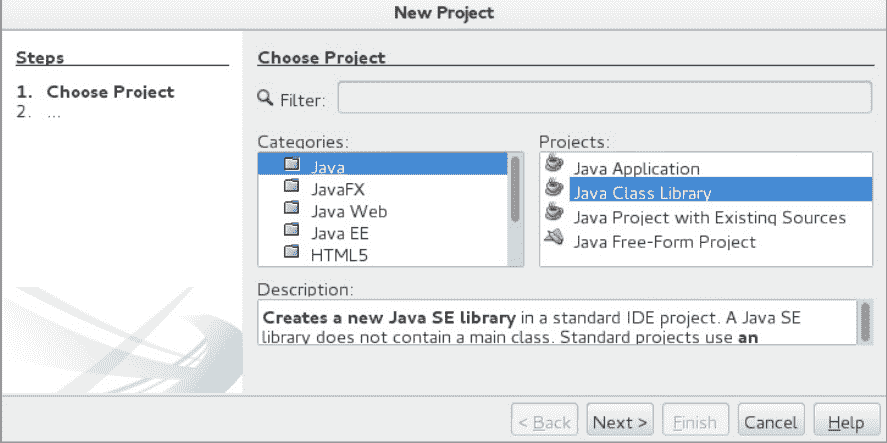 New Project
Steps
1. Choose Project
2. ...
Choose Project
Filter:
Categories:
Java
JavaFX
Java Web
Java EE
HTML5
Projects:
Java Application
Java Class Library
Java Project with Existing Sources
Java Free-Form Project
Description:
Creates a new Java SE library in a standard IDE project. A Java SE
library does not contain a main class. Standard projects use an
< Back
Next >
Finish
Cancel
Help